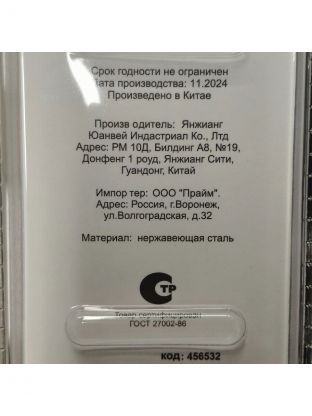 Срок годности не ограничен
Дата производства: 11.2024
Произведено в Китае
Произв одитель: Янжианг
Юанвей Индастриал Ко., Лтд
Адрес: РМ 10Д, Билдинг А8, №19,
Донфенг 1 роуд, Янжианг Сити,
Гуандонг, Китай
Импор тер: ООО "Прайм".
Адрес: Россия, г.Воронеж,
ул.Волгоградская, д.32
Материал: нержавеющая сталь
СТР
Товар сертифицирован
ГОСТ 27002-86
код: 456532